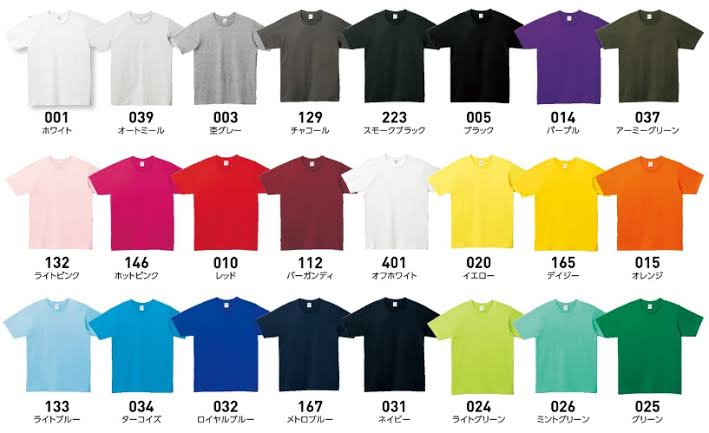 001 039 003 129 223 005 014 037
ホワイト オートミール 杢グレー チャコール スモークブラック ブラック パープル アーミーグリーン
132 146 010 112 401 020 165 015
ライトピンク ホットピンク レッド バーガンディ オフホワイト イエロー デイジー オレンジ
133 034 032 167 031 024 026 025
ライトブルー ターコイズ ロイヤルブルー メトロブルー ネイビー ライトグリーン ミントグリーン グリーン